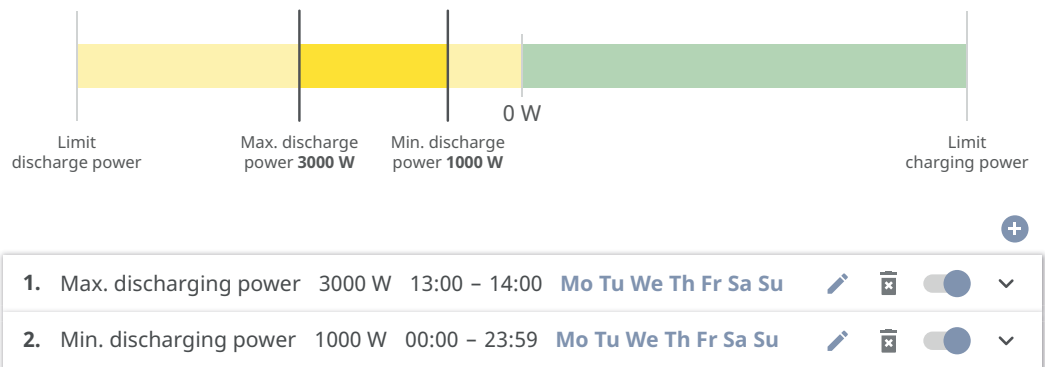 0 W
Limit
discharge power
Max. discharge
power 3000 W
Min. discharge
power 1000 W
Limit
charging power
1. Max. discharging power 3000 W 13:00 – 14:00 Mo Tu We Th Fr Sa Su
2. Min. discharging power 1000 W 00:00 – 23:59 Mo Tu We Th Fr Sa Su